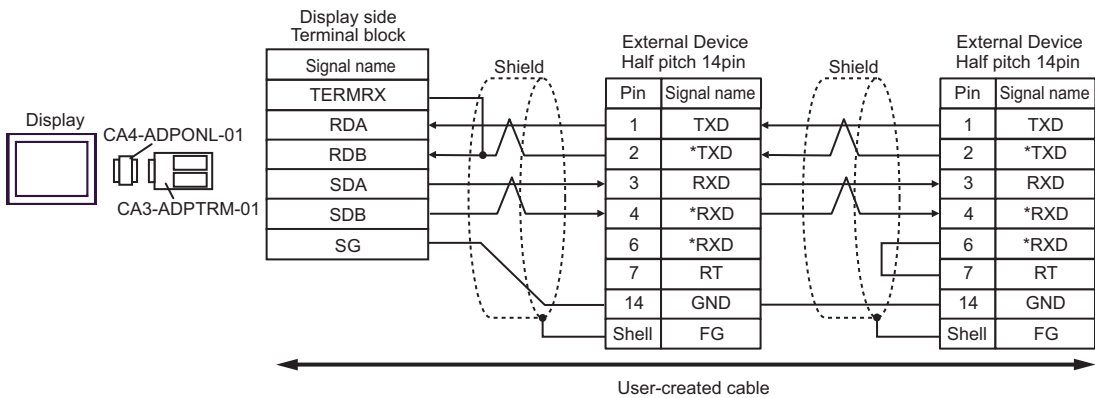 Display
CA4-ADPONL-01
CA3-ADPTRM-01
Display side
Terminal block
Signal name
TERMRX
RDA
RDB
SDA
SDB
SG
Shield
External Device
Half pitch 14pin
Pin Signal name
1 TXD
2 *TXD
3 RXD
4 *RXD
6 *RXD
7 RT
14 GND
Shell FG
Shield
External Device
Half pitch 14pin
Pin Signal name
1 TXD
2 *TXD
3 RXD
4 *RXD
6 *RXD
7 RT
14 GND
Shell FG
User-created cable